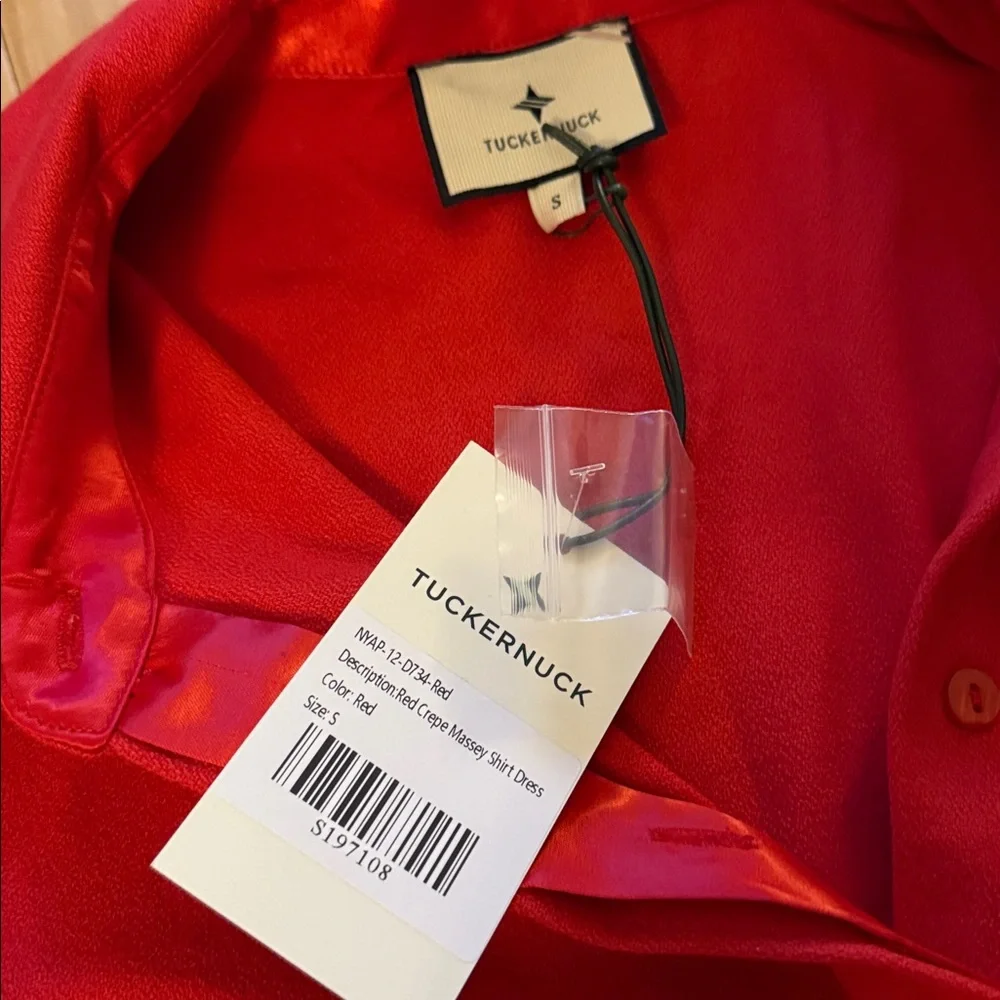 TUCKERNUCK
S
TUCKERNUCK
NYAP-12-D734-Red
Description:Red Crepe Massey Shirt Dress
Color: Red
Size: S
S197108